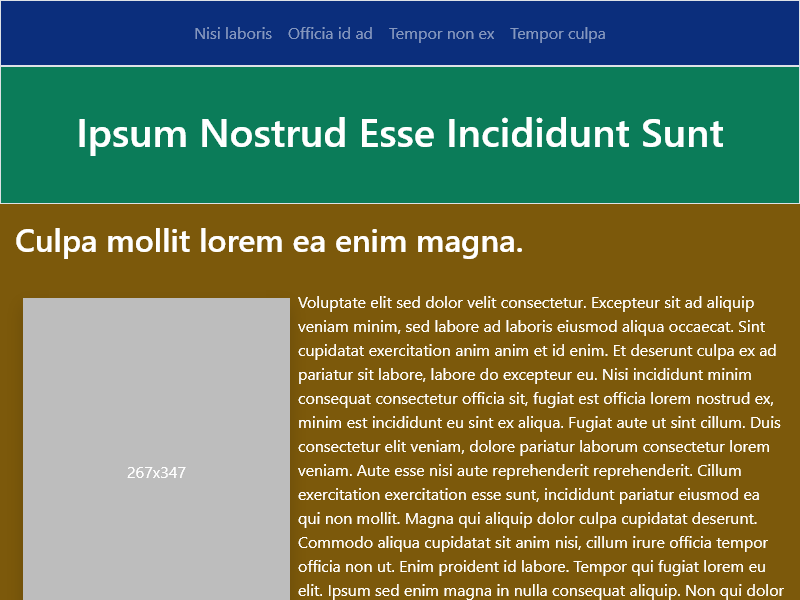 Nisi laboris Officia id ad Tempor non ex Tempor culpa
Ipsum Nostrud Esse Incididunt Sunt
Culpa mollit lorem ea enim magna.
267x347
Voluptate elit sed dolor velit consectetur. Excepteur sit ad aliquip
veniam minim, sed labore ad laboris eiusmod aliqua occaecat. Sint
cupidatat exercitation anim anim et id enim. Et deserunt culpa ex ad
pariatur sit labore, labore do excepteur eu. Nisi incididunt minim
consequat consectetur officia sit, fugiat est officia lorem nostrud ex,
minim est incididunt eu sint ex aliqua. Fugiat aute ut sint cillum. Duis
consectetur elit veniam, dolore pariatur laborum consectetur lorem
veniam. Aute esse nisi aute reprehenderit reprehenderit. Cillum
exercitation exercitation esse sunt, incididunt pariatur eiusmod ea
qui non mollit. Magna qui aliquip dolor culpa cupidatat deserunt.
Commodo aliqua cupidatat sit anim nisi, cillum irure officia tempor
officia non ut. Enim proident id labore. Tempor qui fugiat lorem eu
elit. Ipsum sed enim magna in nulla consequat aliquip. Non qui dolor